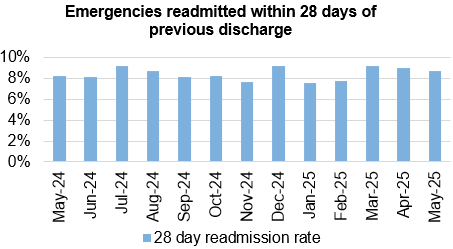 Emergencies readmitted within 28 days of
previous discharge
10%
8%
6%
4%
2%
0%
May-24
Jun-24
Jul-24
Aug-24
Sep-24
Oct-24
Nov-24
Dec-24
Jan-25
Feb-25
Mar-25
Apr-25
May-25
28 day readmission rate